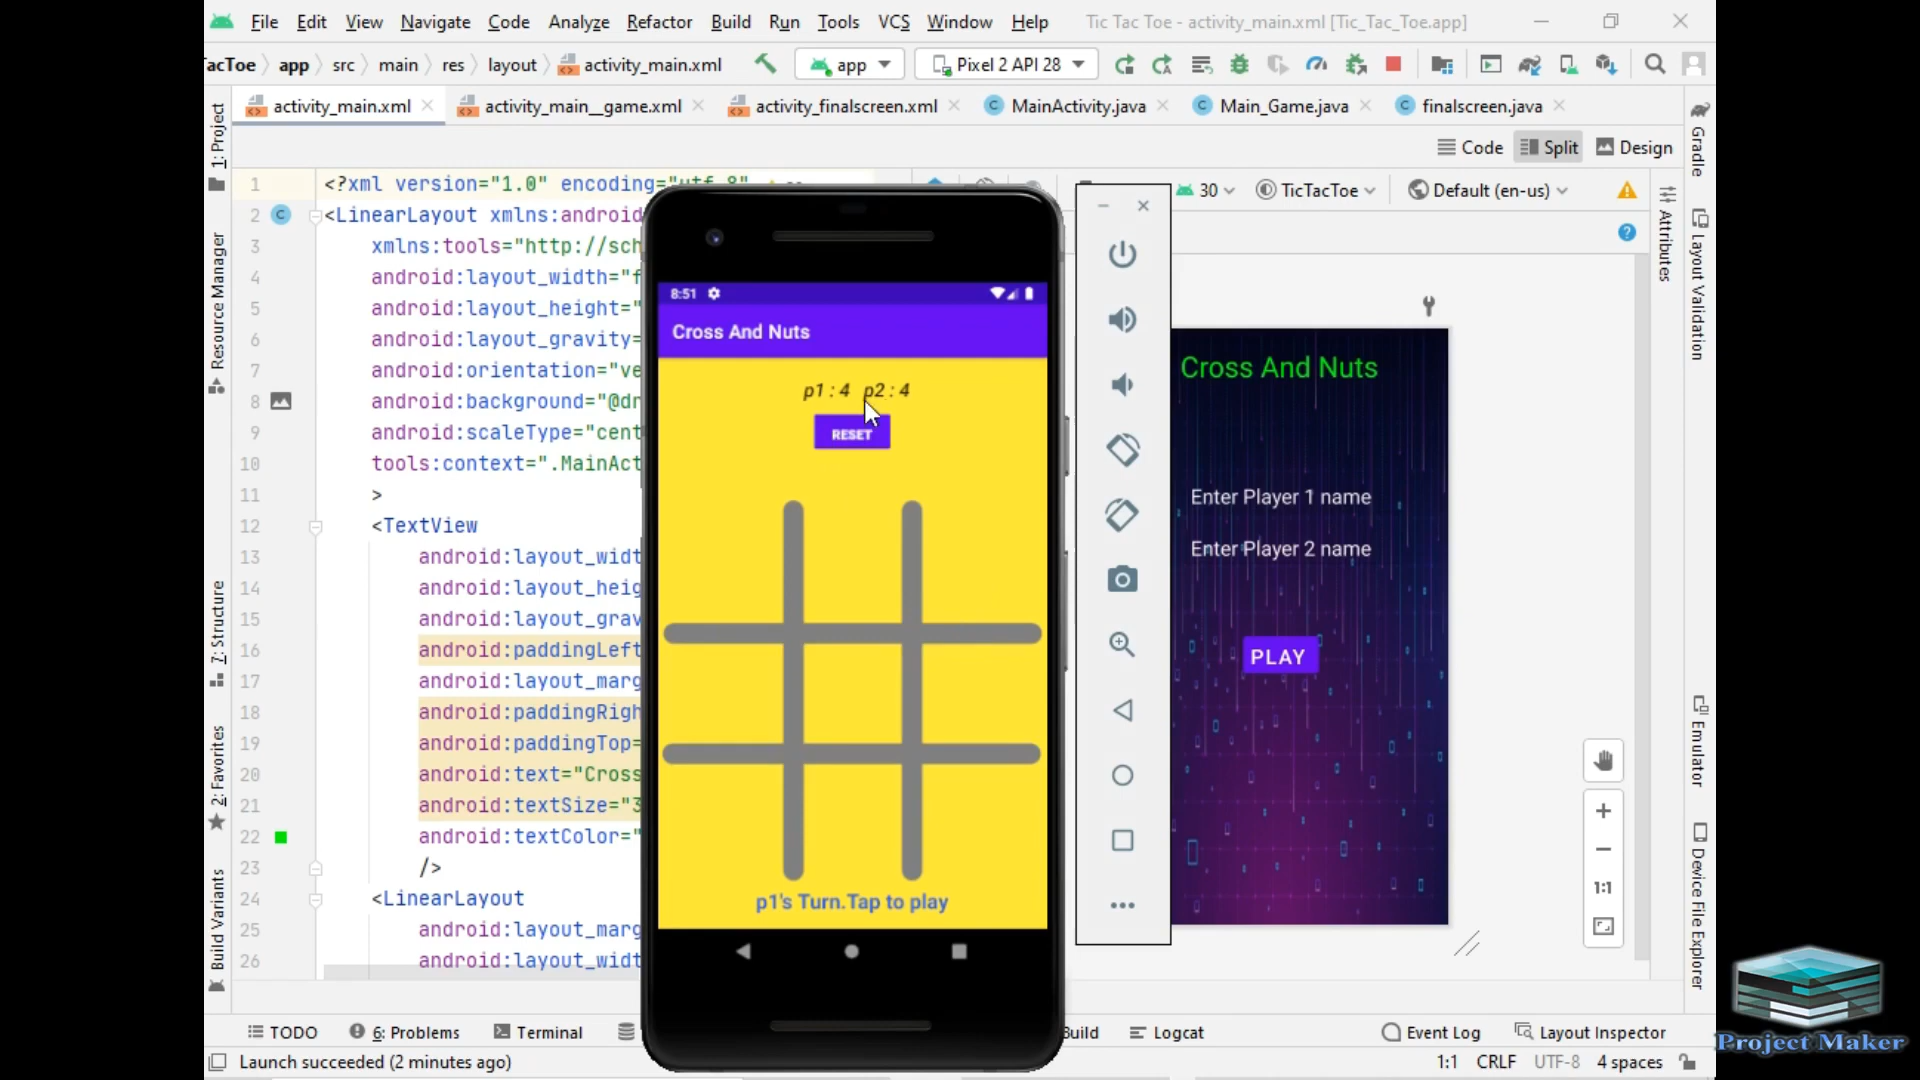 File Edit View Navigate Code Analyze Refactor Build Run Tools VCS Window Help Tic Tac Toe - activity_main.xml [Tic_Tac_Toe.app]
TacToe app src main res layout activity_main.xml app Pixel 2 API 28
activity_main.xml activity_main__game.xml activity_finalscreen.xml MainActivity.java Main_Game.java finalscreen.java
Code Split Design
30 TicTacToe Default (en-us)
1: Project
Resource Manager
7: Structure
2: Favorites
Build Variants
1 <?xml version="1.0" encoding="utf-8"
2 <LinearLayout xmlns:android
3 xmlns:tools="http://sch
4 android:layout_width="f
5 android:layout_height="
6 android:layout_gravity=
7 android:orientation="ve
8 android:background="@dr
9 android:scaleType="cent
10 tools:context=".MainAct
11 >
12 <TextView
13 android:layout_widt
14 android:layout_heig
15 android:layout_grav
16 android:paddingLeft
17 android:layout_marg
18 android:paddingRigh
19 android:paddingTop=
20 android:text="Cross
21 android:textSize="3
22 android:textColor="
23 />
24 <LinearLayout
25 android:layout_marg
26 android:layout_widt
8:51
Cross And Nuts
p1 : 4 p2 : 4
RESET
p1's Turn.Tap to play
Cross And Nuts
Enter Player 1 name
Enter Player 2 name
PLAY
1:1
Gradle
Attributes
Layout Validation
Emulator
Device File Explorer
TODO 6: Problems Terminal Build Logcat Event Log Layout Inspector
Launch succeeded (2 minutes ago) 1:1 CRLF UTF-8 4 spaces
Project Maker